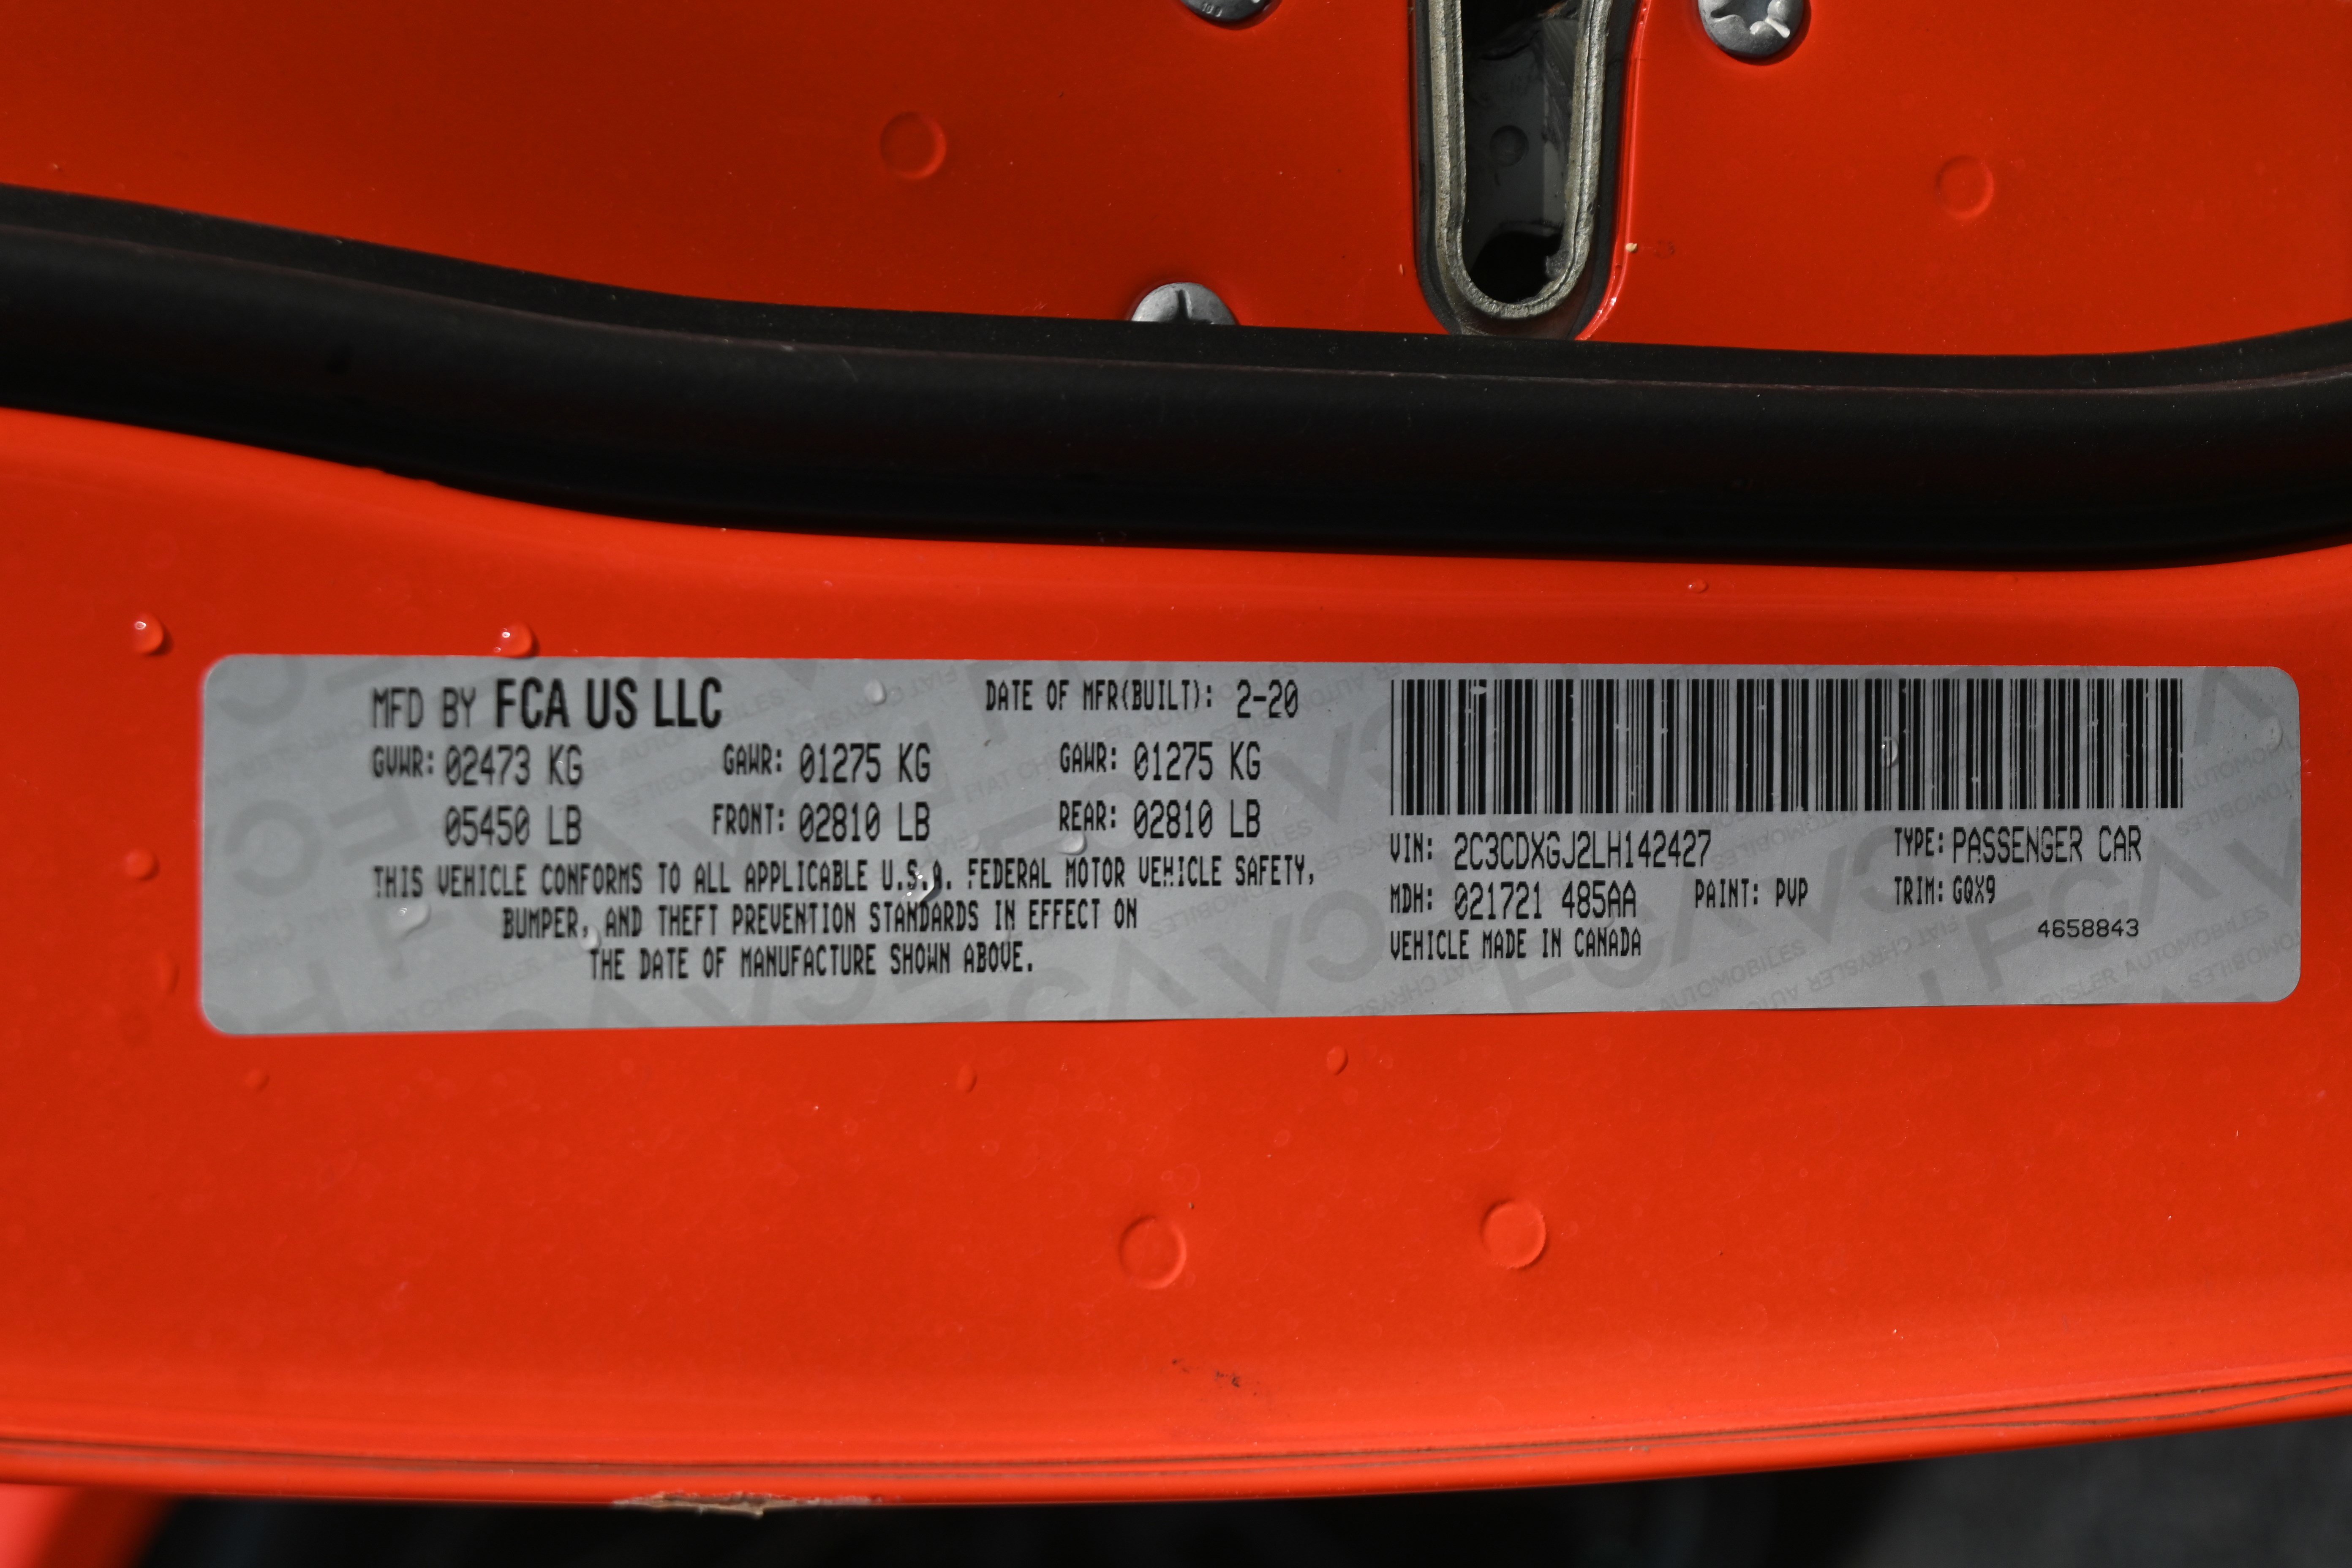 MFD BY FCA US LLC
DATE OF MFR(BUILT): 2-20
GVWR: 02473 KG GAWR: 01275 KG GAWR: 01275 KG
05450 LB FRONT: 02810 LB REAR: 02810 LB
THIS VEHICLE CONFORMS TO ALL APPLICABLE U.S.A. FEDERAL MOTOR VEHICLE SAFETY,
BUMPER, AND THEFT PREVENTION STANDARDS IN EFFECT ON
THE DATE OF MANUFACTURE SHOWN ABOVE.
VIN: 2C3CDXGJ2LH142427 TYPE: PASSENGER CAR
MDH: 021721 485AA PAINT: PVP TRIM: GQX9
VEHICLE MADE IN CANADA 4658843